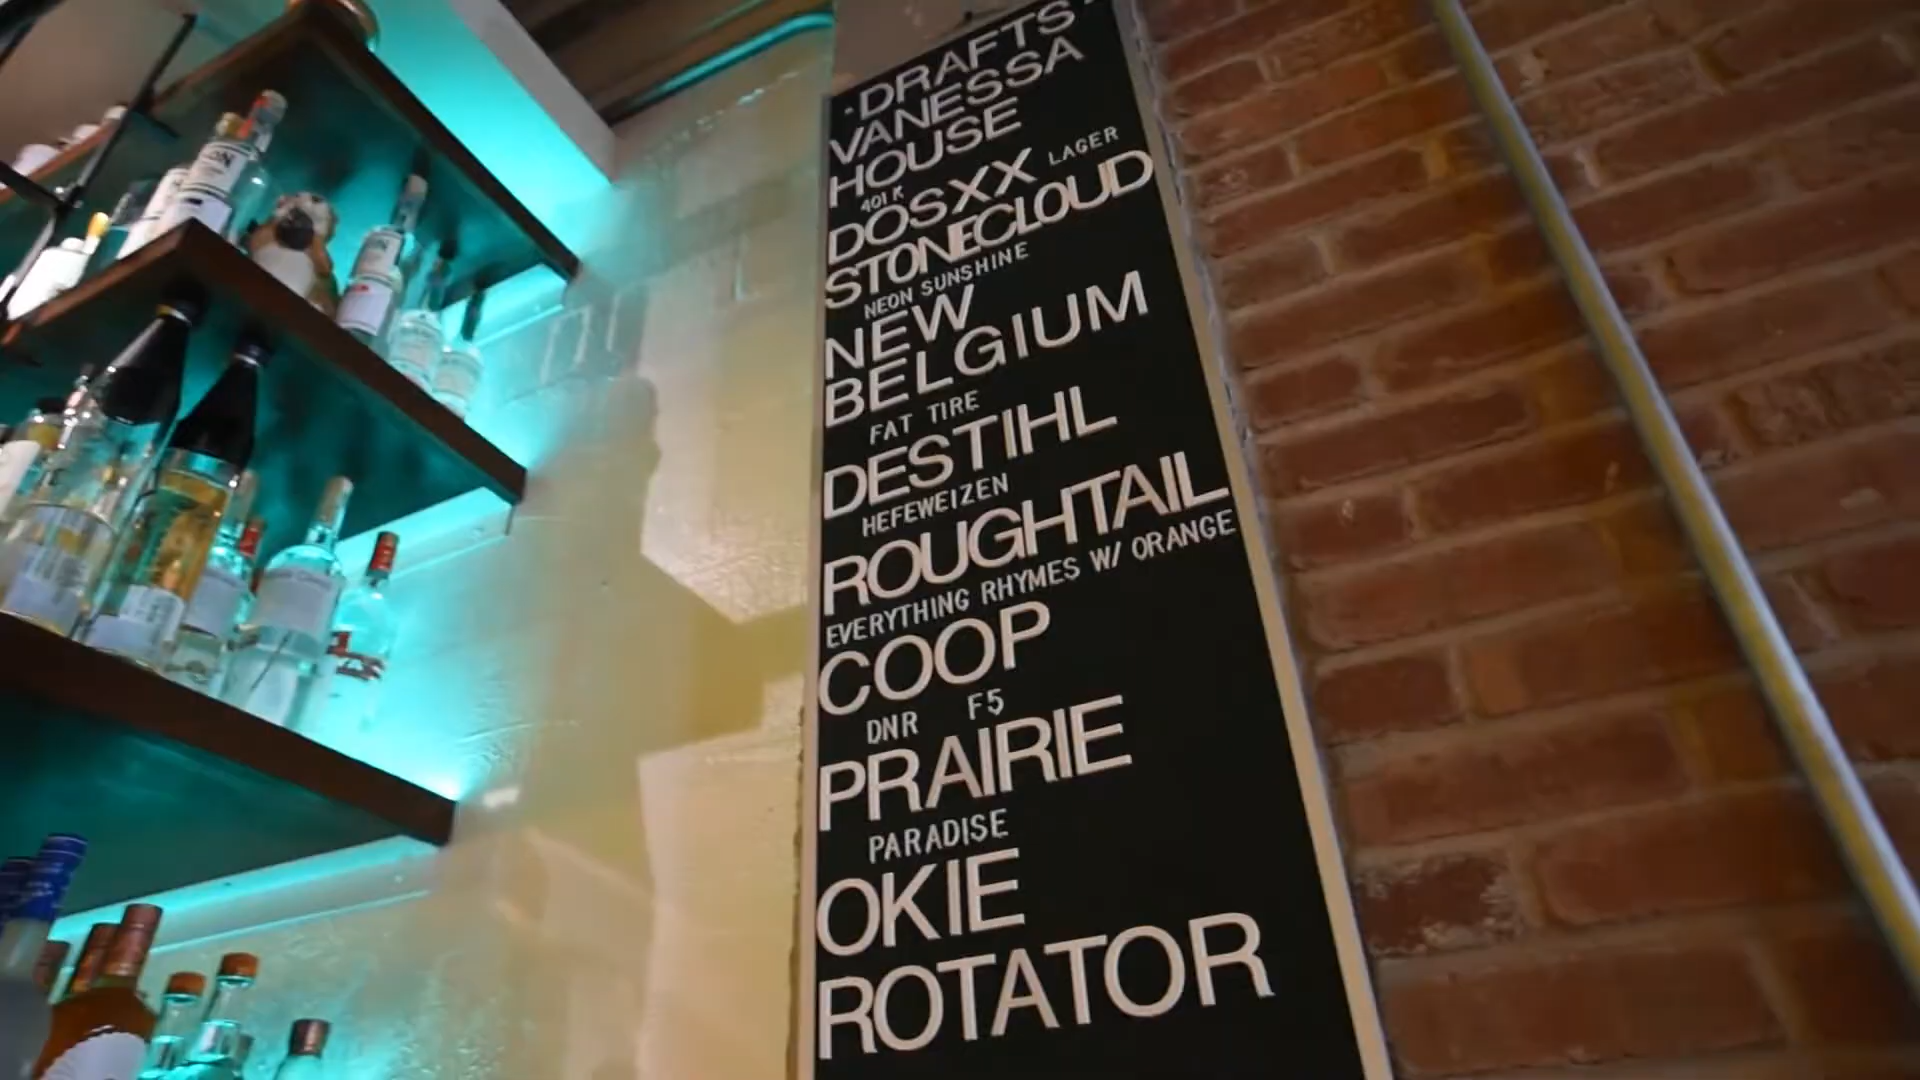 ·DRAFTS·
VANESSA
HOUSE
401 K
DOSXX LAGER
STONECLOUD
NEON SUNSHINE
NEW
BELGIUM
FAT TIRE
DESTIHL
HEFEWEIZEN
ROUGHTAIL
EVERYTHING RHYMES W/ ORANGE
COOP
DNR F5
PRAIRIE
PARADISE
OKIE
ROTATOR